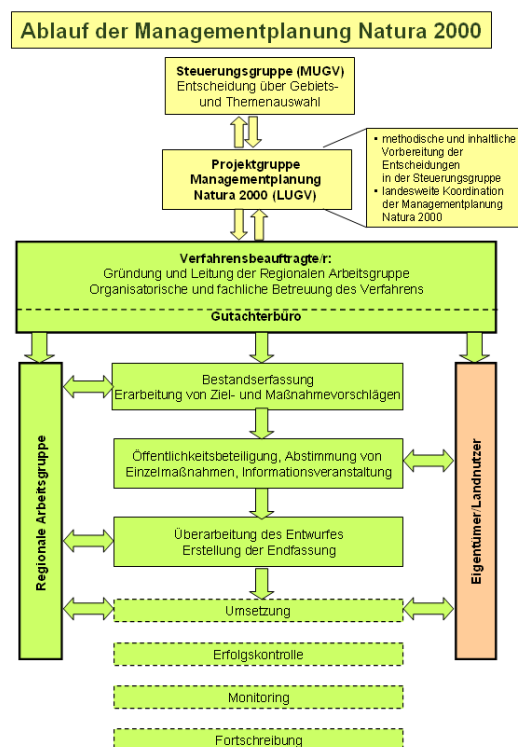 Ablauf der Managementplanung Natura 2000
Steuerungsgruppe (MUGV)
Entscheidung über Gebiets-
und Themenauswahl
Projektgruppe
Managementplanung
Natura 2000 (LUGV)
• methodische und inhaltliche
Vorbereitung der
Entscheidungen
in der Steuerungsgruppe
• landesweite Koordination
der Managementplanung
Natura 2000
Verfahrensbeauftragte/r:
Gründung und Leitung der Regionalen Arbeitsgruppe
Organisatorische und fachliche Betreuung des Verfahrens
Gutachterbüro
Regionale Arbeitsgruppe
Bestandserfassung
Erarbeitung von Ziel- und Maßnahmevorschlägen
Öffentlichkeitsbeteiligung, Abstimmung von
Einzelmaßnahmen, Informationsveranstaltung
Überarbeitung des Entwurfes
Erstellung der Endfassung
Umsetzung
Erfolgskontrolle
Monitoring
Fortschreibung
Eigentümer/Landnutzer